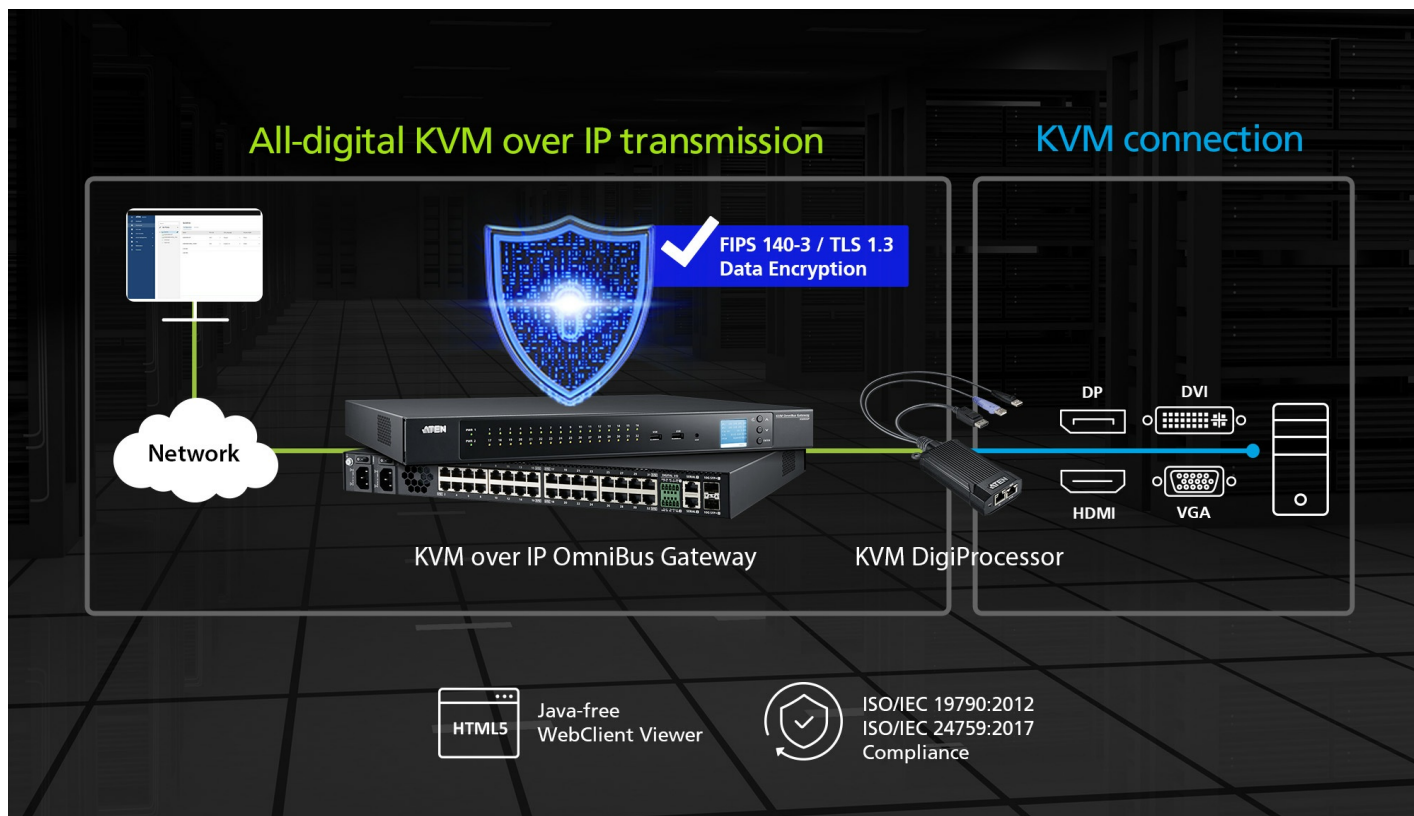 All-digital KVM over IP transmission
KVM connection
FIPS 140-3 / TLS 1.3
Data Encryption
Network
ATEN
KVM over IP OmniBus Gateway
ATEN
KVM DigiProcessor
DP
DVI
HDMI
VGA
HTML5
Java-free
WebClient Viewer
ISO/IEC 19790:2012
ISO/IEC 24759:2017
Compliance